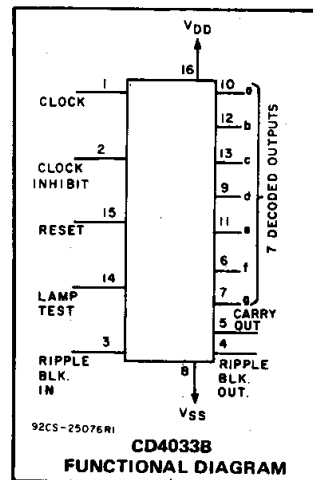 VDD
16
1
CLOCK
10 a
12 b
2
CLOCK
INHIBIT
13 c
9 d
15
RESET
11 e
14
LAMP
TEST
6 f
7 g
7 DECODED OUTPUTS
CARRY
OUT
5
3
RIPPLE
BLK.
IN
4
RIPPLE
BLK.
OUT.
8
VSS
92CS-25076R1
CD4033B
FUNCTIONAL DIAGRAM